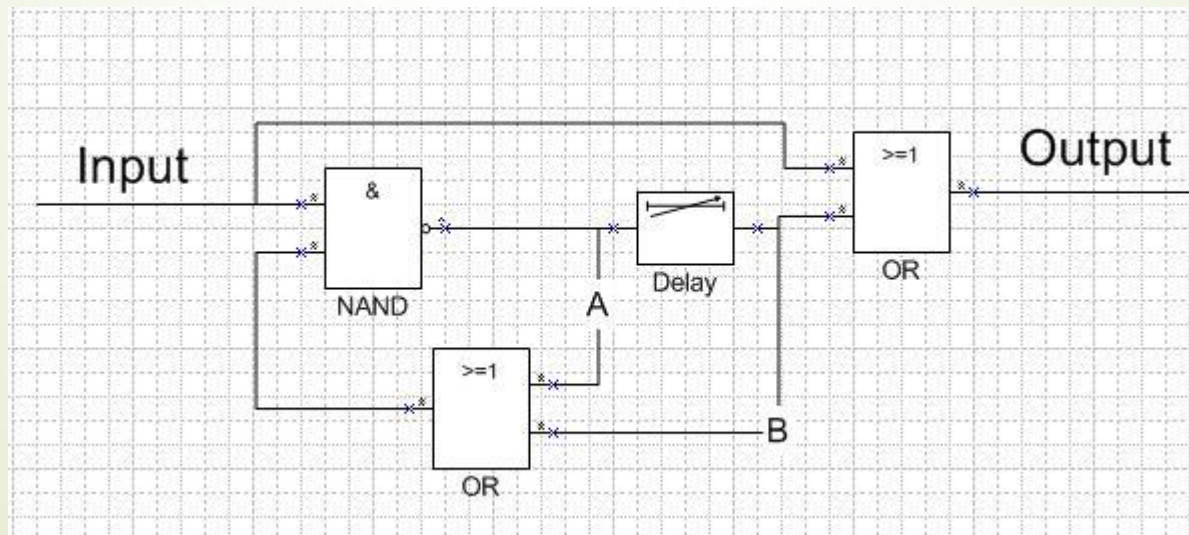 Input
&
NAND
A
Delay
>=1
OR
Output
>=1
OR
B